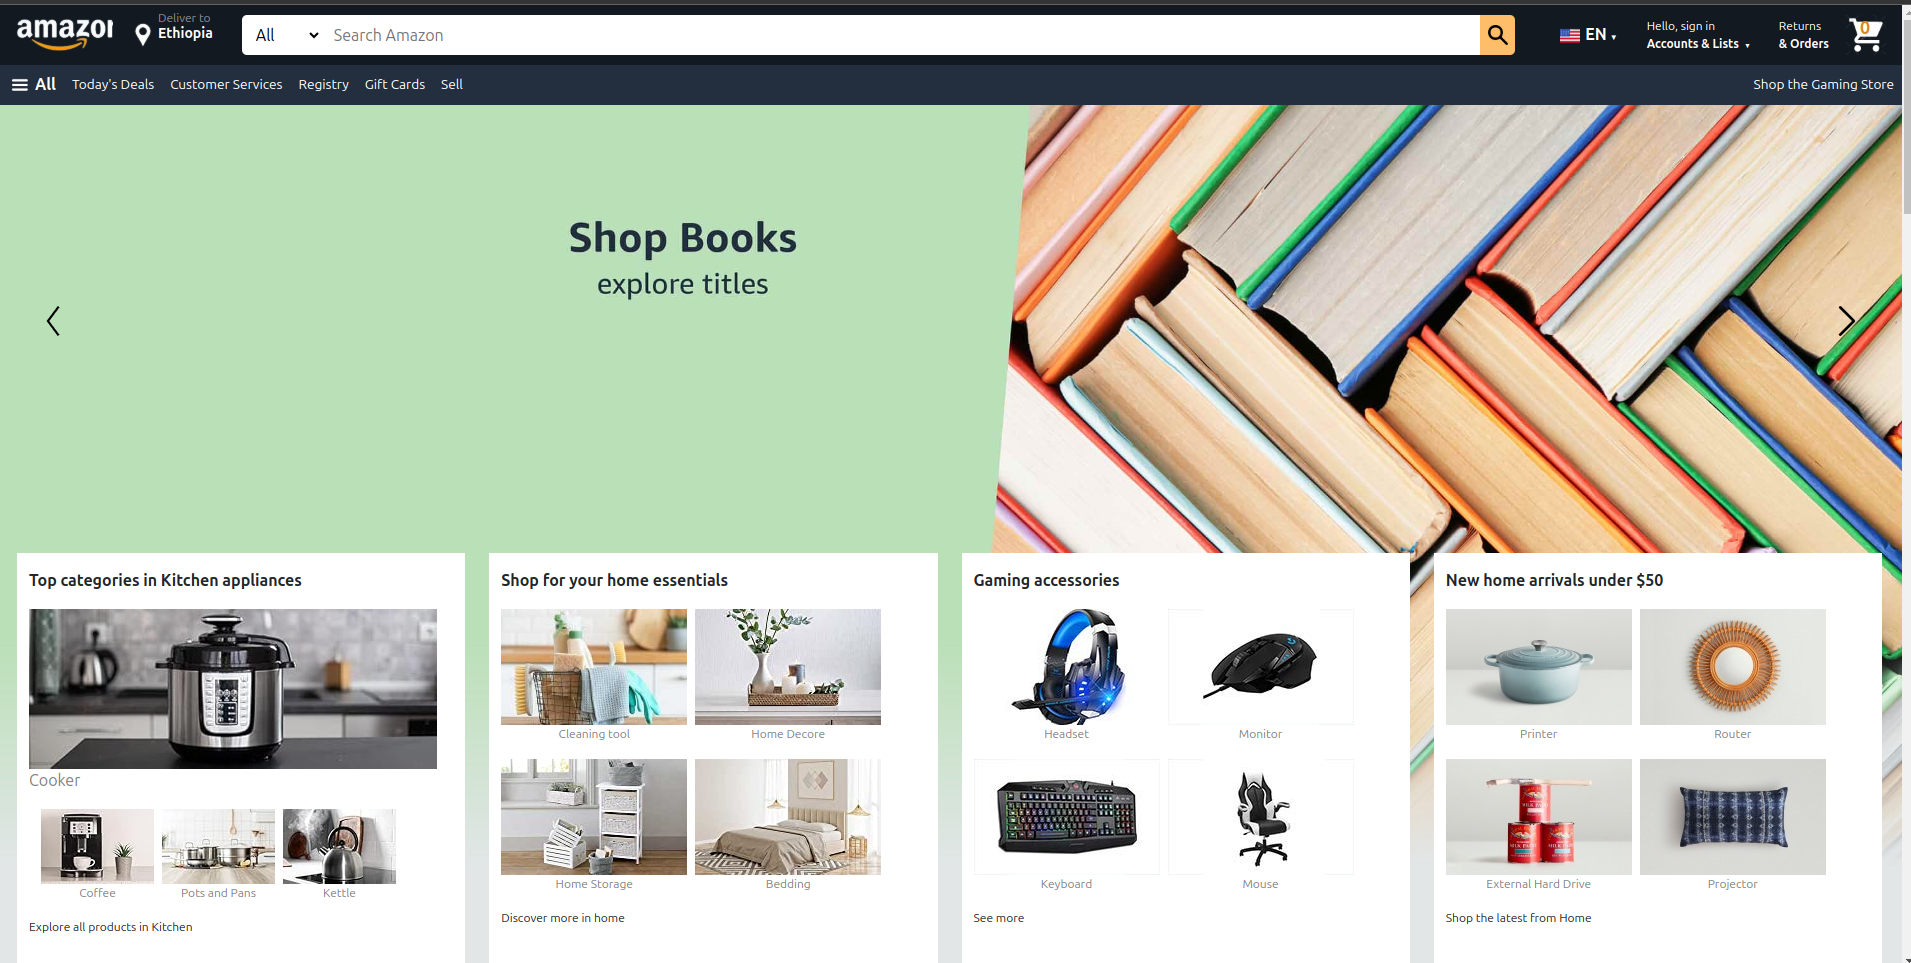 amazon
Deliver to
Ethiopia
All
Search Amazon
EN
Hello, sign in
Accounts & Lists
Returns
& Orders
0
All
Today's Deals
Customer Services
Registry
Gift Cards
Sell
Shop the Gaming Store
Shop Books
explore titles
Top categories in Kitchen appliances
Cooker
Coffee
Pots and Pans
Kettle
Explore all products in Kitchen
Shop for your home essentials
Cleaning tool
Home Decore
Home Storage
Bedding
Discover more in home
Gaming accessories
Headset
Monitor
Keyboard
Mouse
See more
New home arrivals under $50
Printer
Router
MILK PAINT
MILK PAINT
External Hard Drive
Projector
Shop the latest from Home